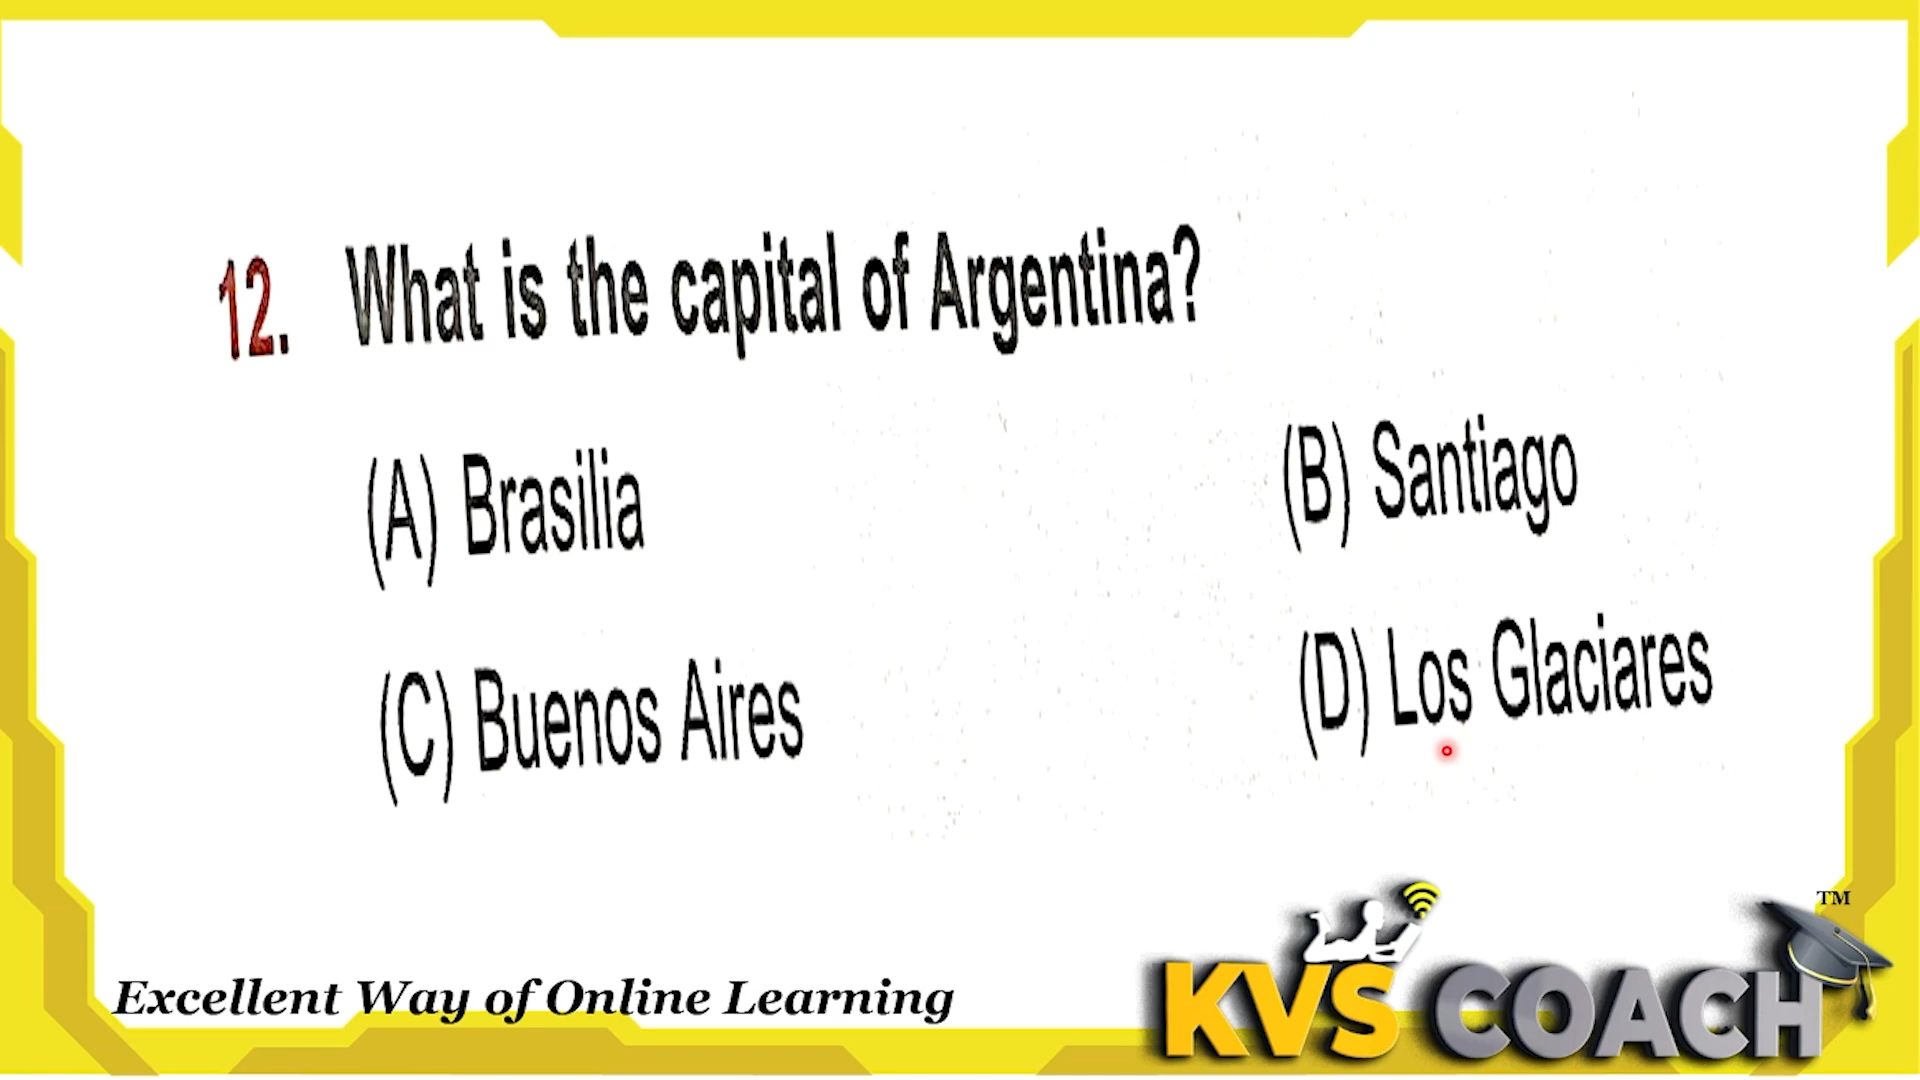 12. What is the capital of Argentina?
(A) Brasilia
(B) Santiago
(C) Buenos Aires
(D) Los Glaciares
Excellent Way of Online Learning
KVS COACH TM